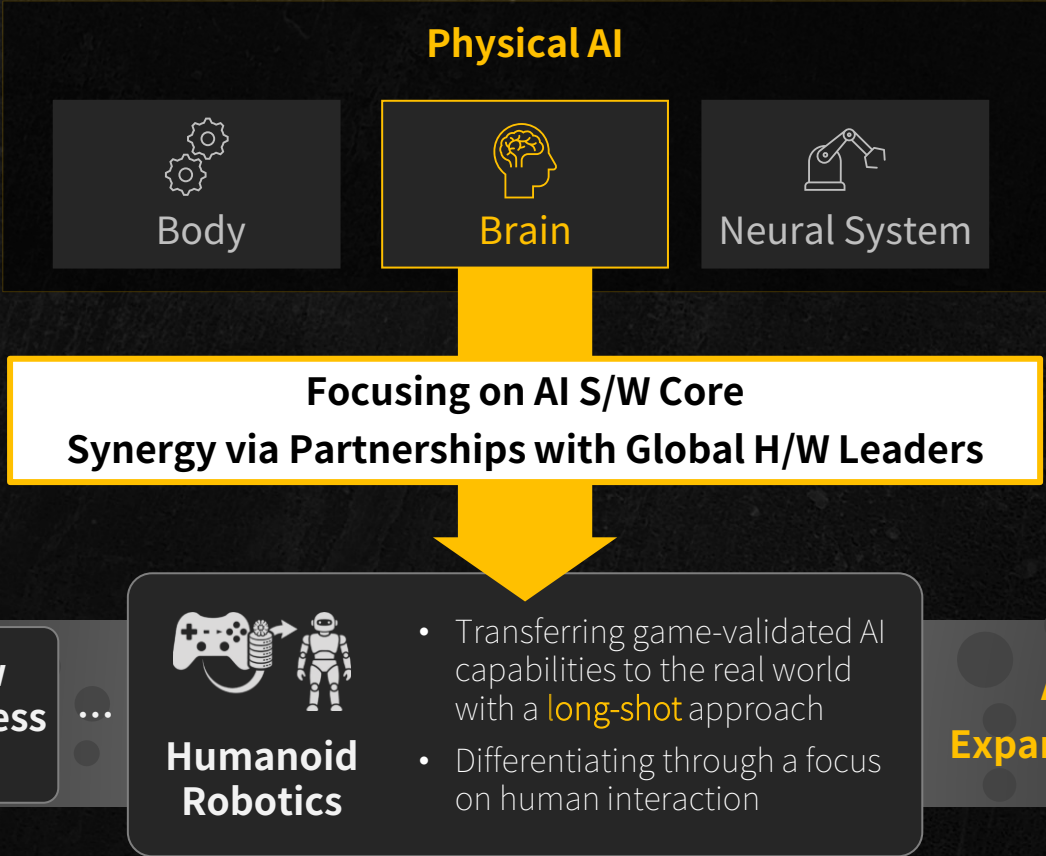 Physical AI
Body
Brain
Neural System
Focusing on AI S/W Core
Synergy via Partnerships with Global H/W Leaders
Humanoid
Robotics
• Transferring game-validated AI
capabilities to the real world
with a long-shot approach
• Differentiating through a focus
on human interaction
...